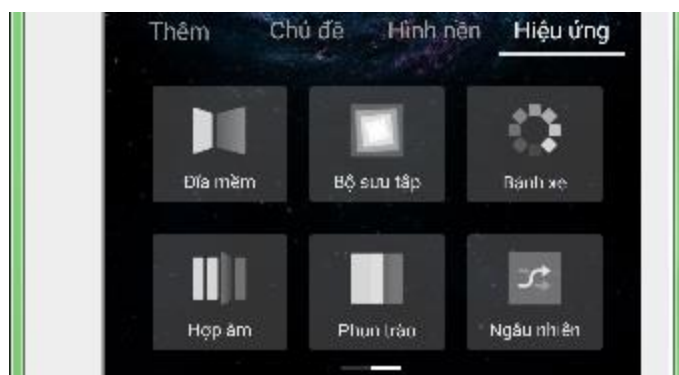 Thêm Chủ đề Hình nền Hiệu ứng
Đĩa mềm Bộ sưu tập Bánh xe
Hợp âm Phun trào Ngẫu nhiên